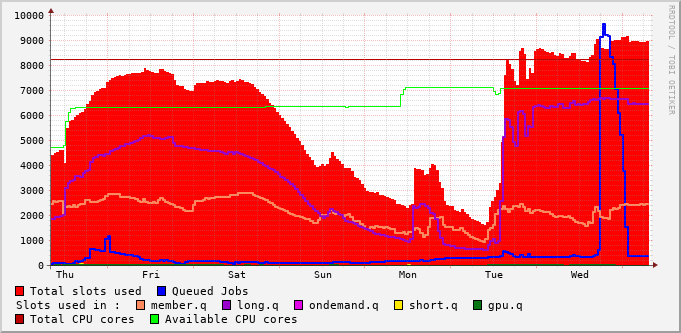 RRDTOOL / TOBI OETIKER
10000
9000
8000
7000
6000
5000
4000
3000
2000
1000
0
Thu Fri Sat Sun Mon Tue Wed
Total slots used Queued Jobs
Slots used in : member.q long.q ondemand.q short.q gpu.q
Total CPU cores Available CPU cores